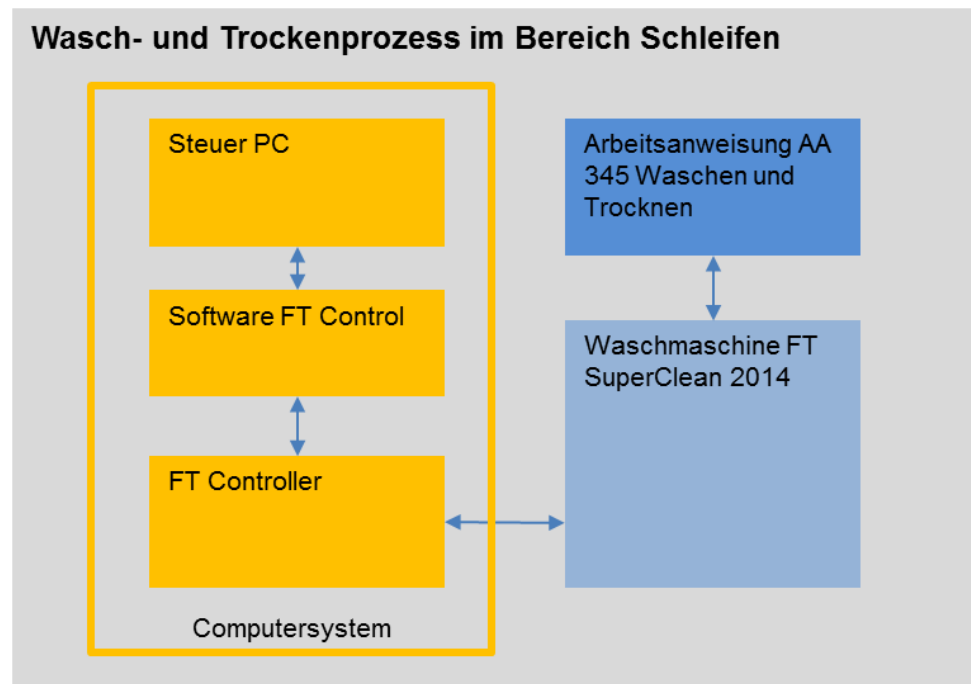 Wasch- und Trockenprozess im Bereich Schleifen
Steuer PC
Software FT Control
FT Controller
Computersystem
Arbeitsanweisung AA
345 Waschen und
Trocknen
Waschmaschine FT
SuperClean 2014